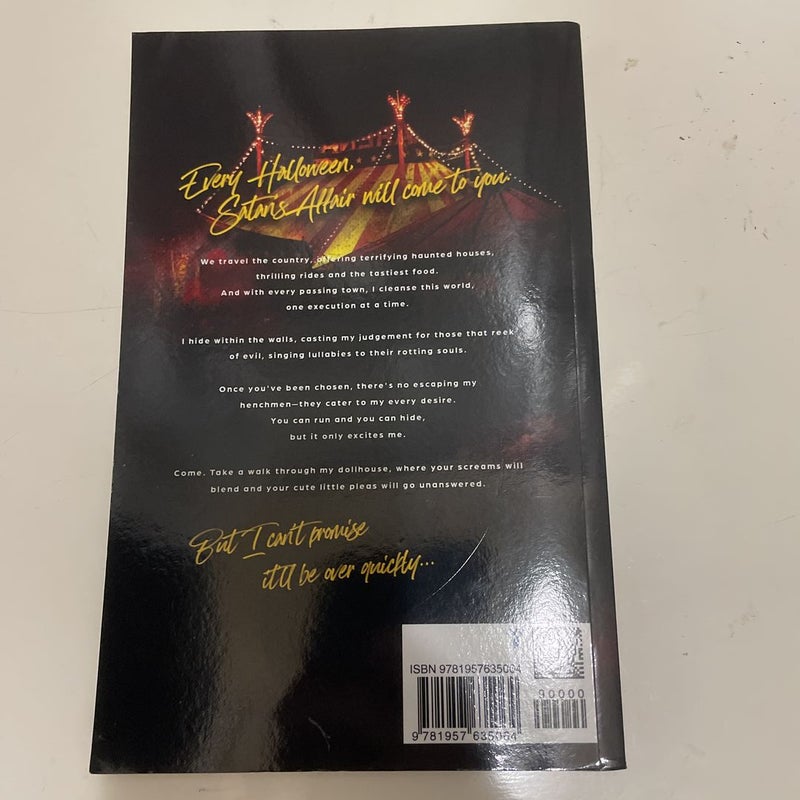 Every Halloween,
Satan's Affair will come to you.
We travel the country, offering terrifying haunted houses,
thrilling rides and the tastiest food.
And with every passing town, I cleanse this world,
one execution at a time.
I hide within the walls, casting my judgement for those that reek
of evil, singing lullabies to their rotting souls.
Once you've been chosen, there's no escaping my
henchmen—they cater to my every desire.
You can run and you can hide,
but it only excites me.
Come. Take a walk through my dollhouse, where your screams will
blend and your cute little pleas will go unanswered.
But I can't promise
it'll be over quickly...
ISBN 9781957635064
90000
9 781957 635064